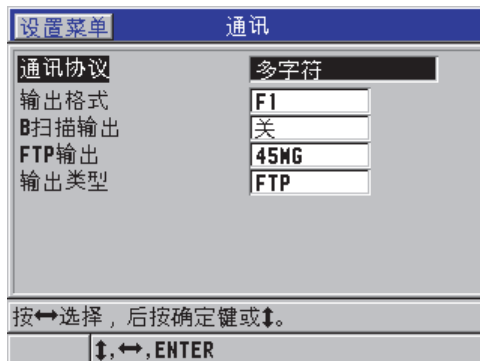 设置菜单 通讯
通讯协议 多字符
输出格式 F1
B扫描输出 关
FTP输出 45MG
输出类型 FTP
按↔选择，后按确定键或↕。
↕,↔,ENTER